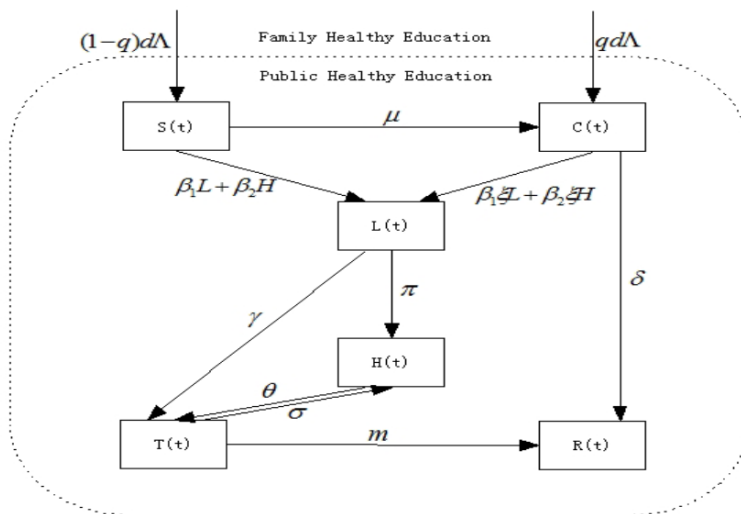 (1-q)dΛ
Family Healthy Education
qdΛ
Public Healthy Education
S(t)
μ
C(t)
β₁L + β₂H
β₁ξL + β₂ξH
L(t)
γ
π
δ
H(t)
θ
σ
T(t)
m
R(t)